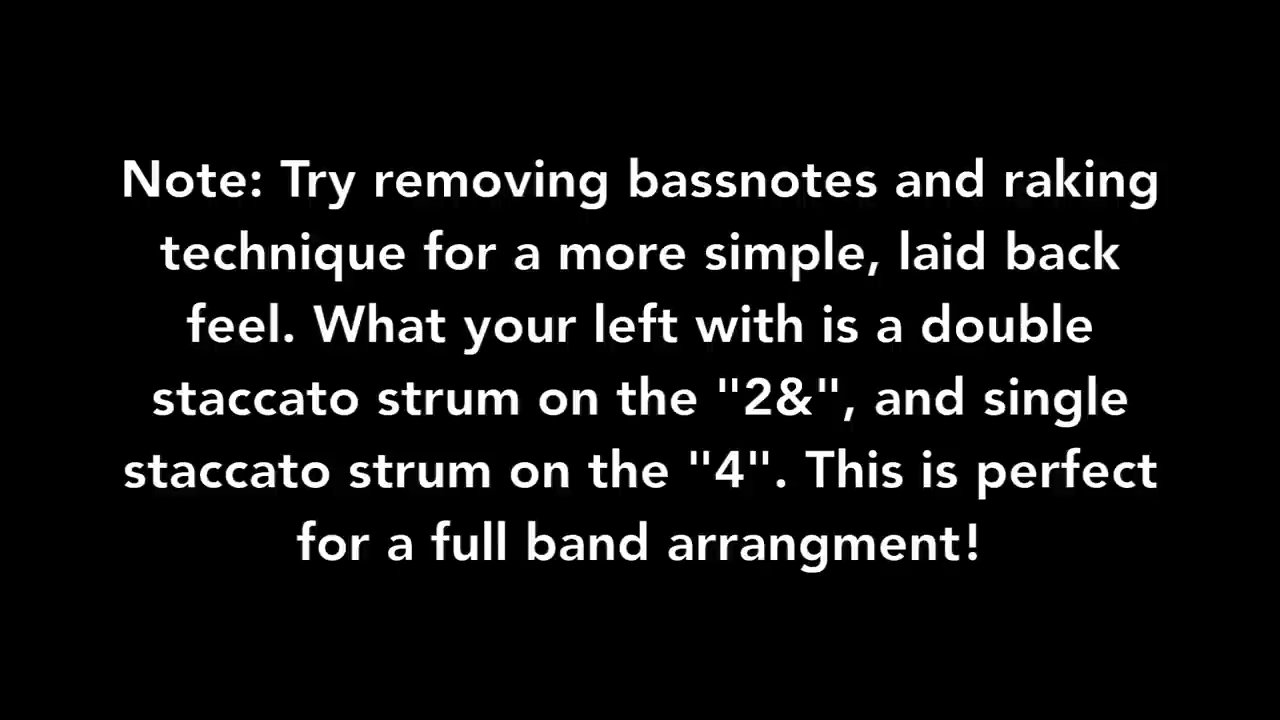 Note: Try removing bassnotes and raking
technique for a more simple, laid back
feel. What your left with is a double
staccato strum on the "2&", and single
staccato strum on the "4". This is perfect
for a full band arrangment!